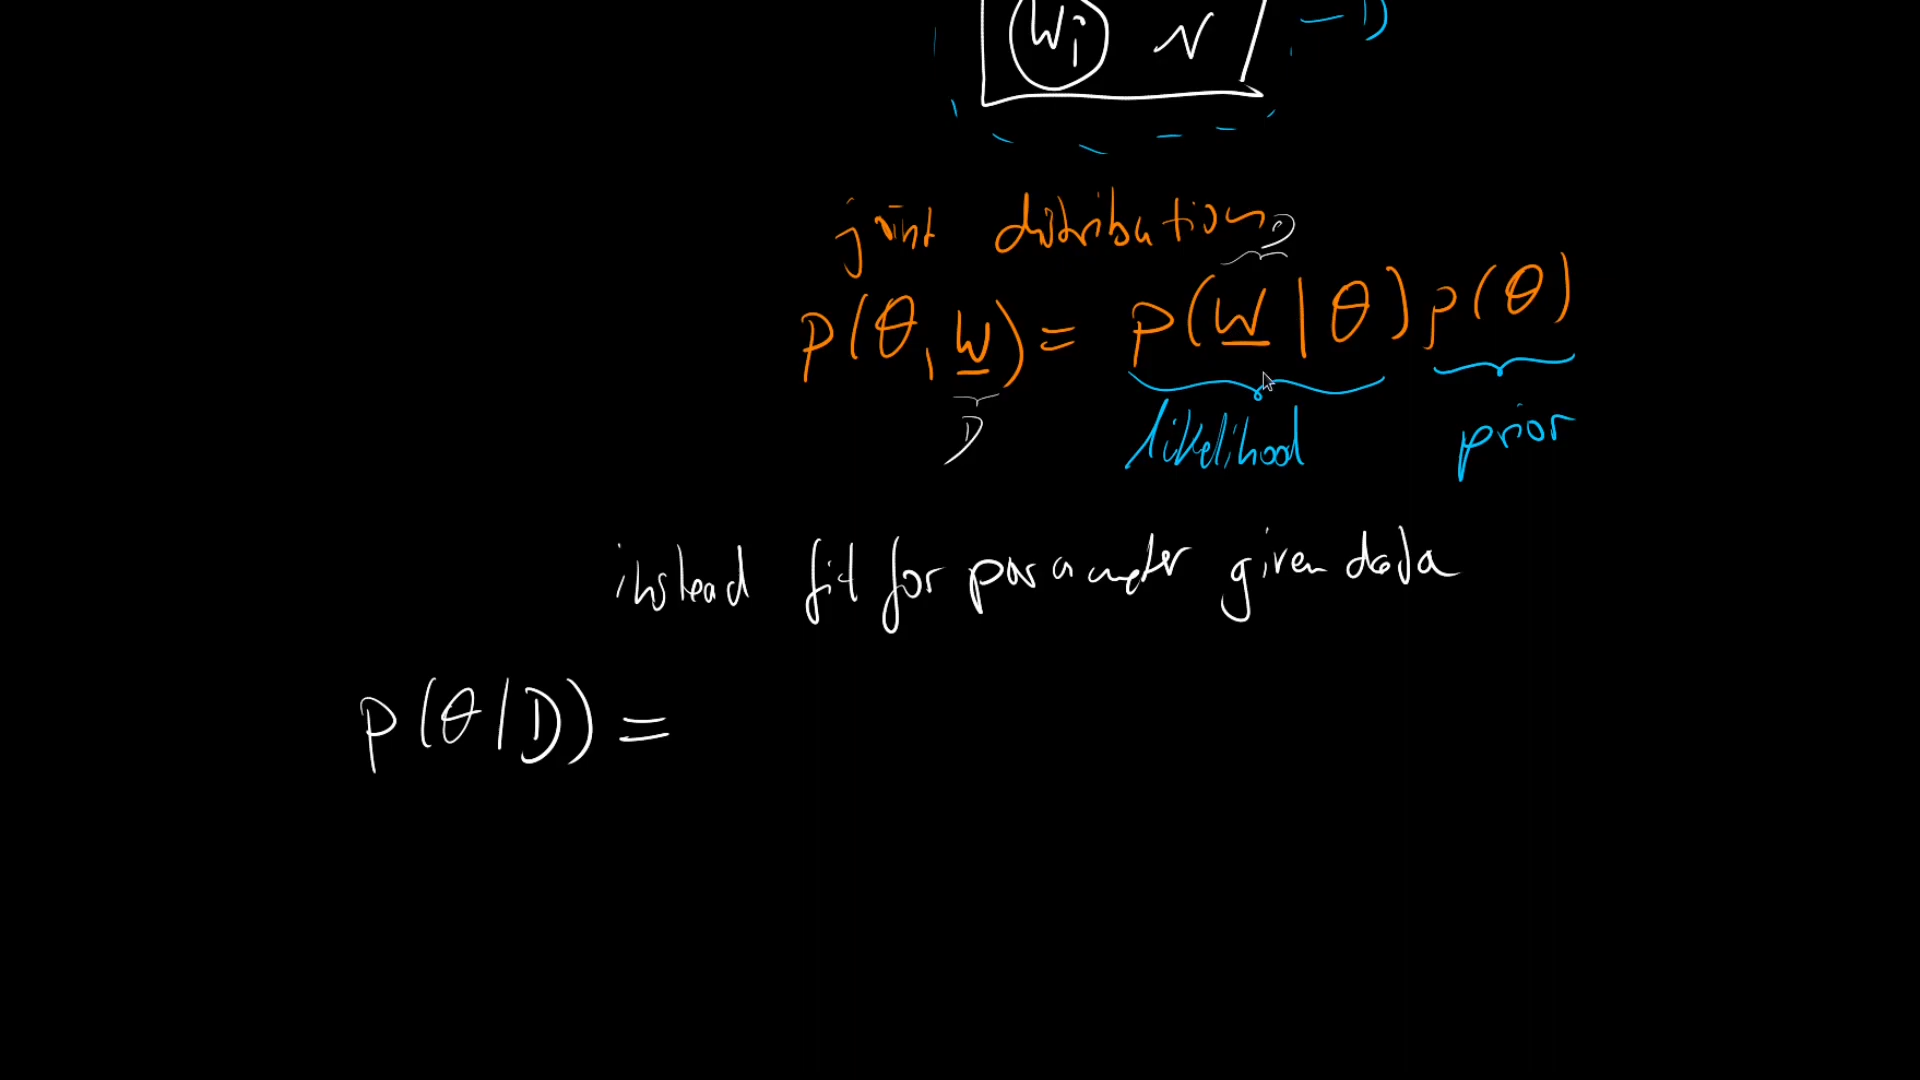 Wi N - D
joint distribution
D
p(θ, w) = p(w | θ) p(θ)
D likelihood prior
instead fit for parameter given data
p(θ|D) =